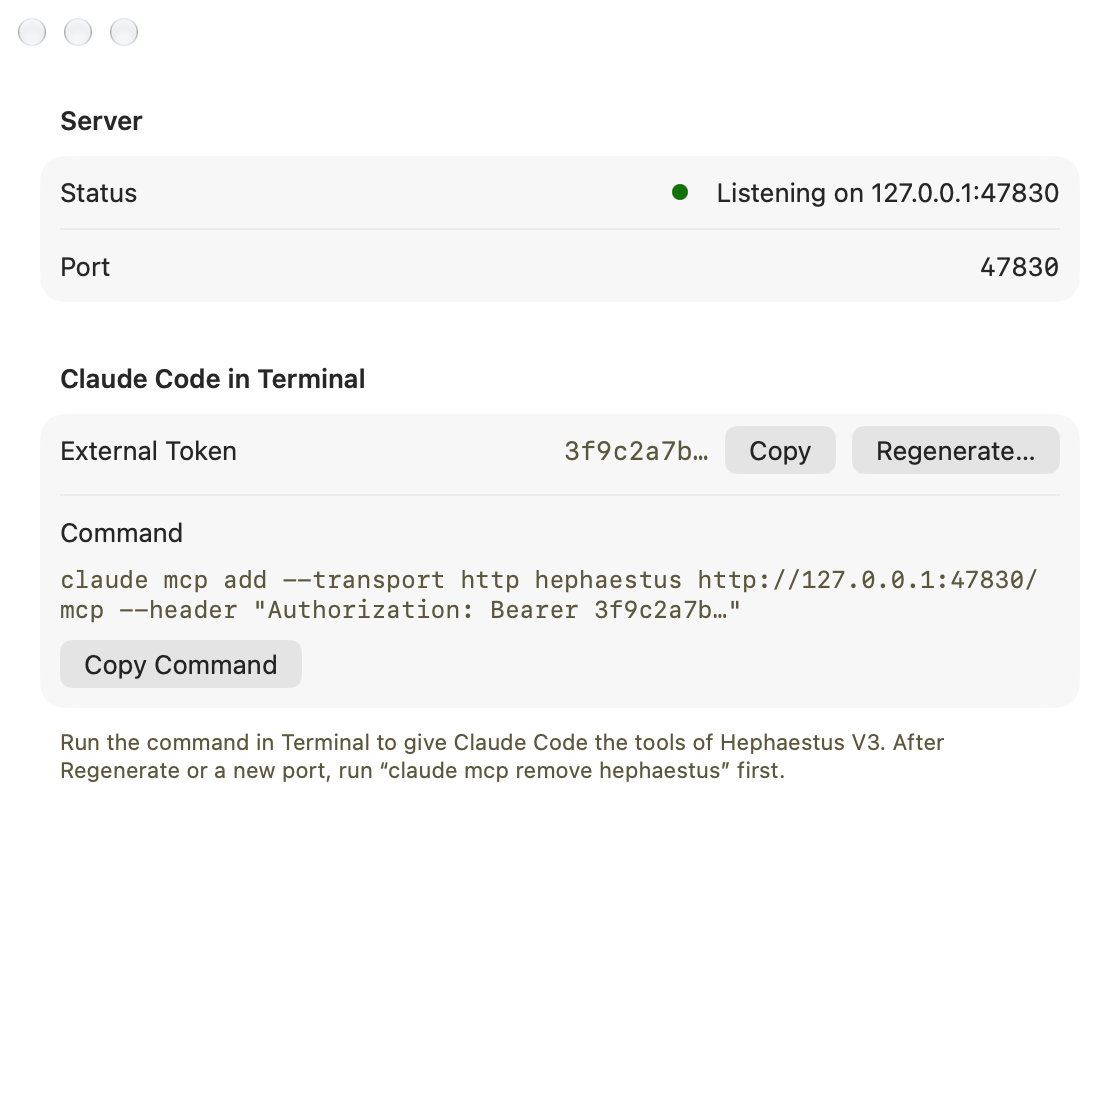 Server
Status
Listening on 127.0.0.1:47830
Port
47830
Claude Code in Terminal
External Token
3f9c2a7b…
Copy
Regenerate...
Command
claude mcp add --transport http hephaestus http://127.0.0.1:47830/
mcp --header "Authorization: Bearer 3f9c2a7b…"
Copy Command
Run the command in Terminal to give Claude Code the tools of Hephaestus V3. After
Regenerate or a new port, run “claude mcp remove hephaestus” first.